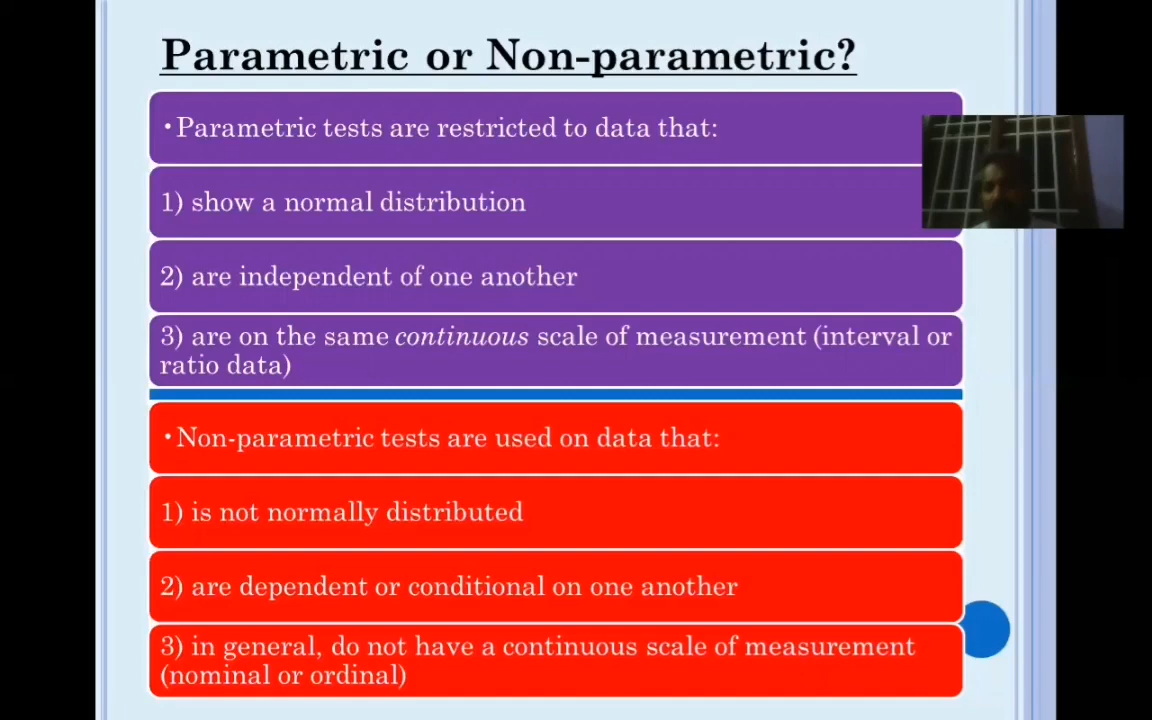 Parametric or Non-parametric?
•Parametric tests are restricted to data that:
1) show a normal distribution
2) are independent of one another
3) are on the same continuous scale of measurement (interval or
ratio data)
•Non-parametric tests are used on data that:
1) is not normally distributed
2) are dependent or conditional on one another
3) in general, do not have a continuous scale of measurement
(nominal or ordinal)